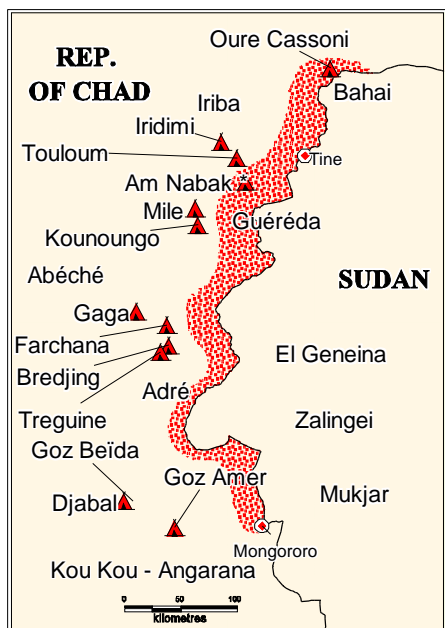 Oure Cassoni
REP.
OF CHAD
Bahai
Iriba
Iridimi
Touloum
Tine
Am Nabak *
Mile
Guéréda
Kounoungo
Abéché
SUDAN
Gaga
Farchana
El Geneina
Bredjing
Adré
Treguine
Zalingei
Goz Beïda
Goz Amer
Djabal
Mukjar
Mongororo
Kou Kou - Angarana
0 50 100
kilometres